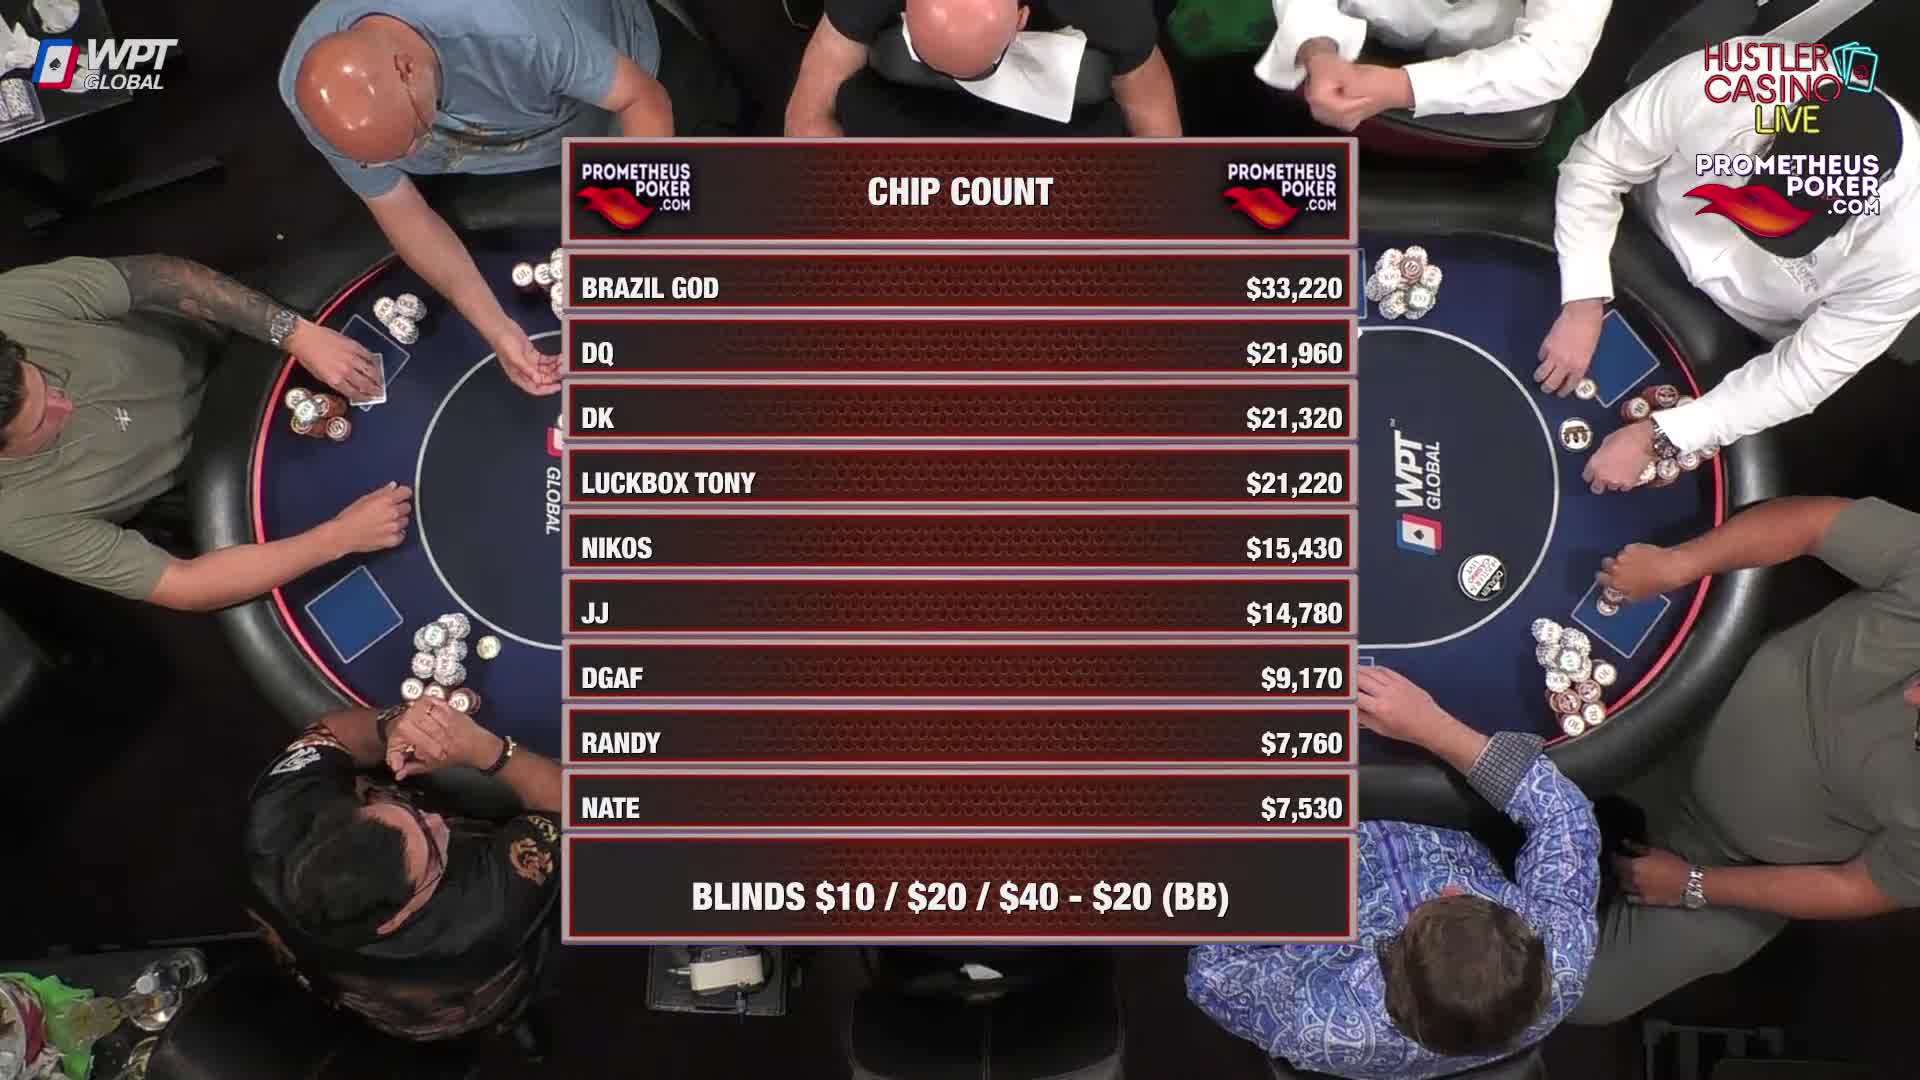 WPT
GLOBAL
HUSTLER
CASINO
LIVE
PROMETHEUS
POKER
.COM
PROMETHEUS
POKER
.COM
CHIP COUNT
PROMETHEUS
POKER
.COM
BRAZIL GOD $33,220
DQ $21,960
DK $21,320
LUCKBOX TONY $21,220
NIKOS $15,430
JJ $14,780
DGAF $9,170
RANDY $7,760
NATE $7,530
BLINDS $10 / $20 / $40 - $20 (BB)
GLOBAL
WPT™
GLOBAL